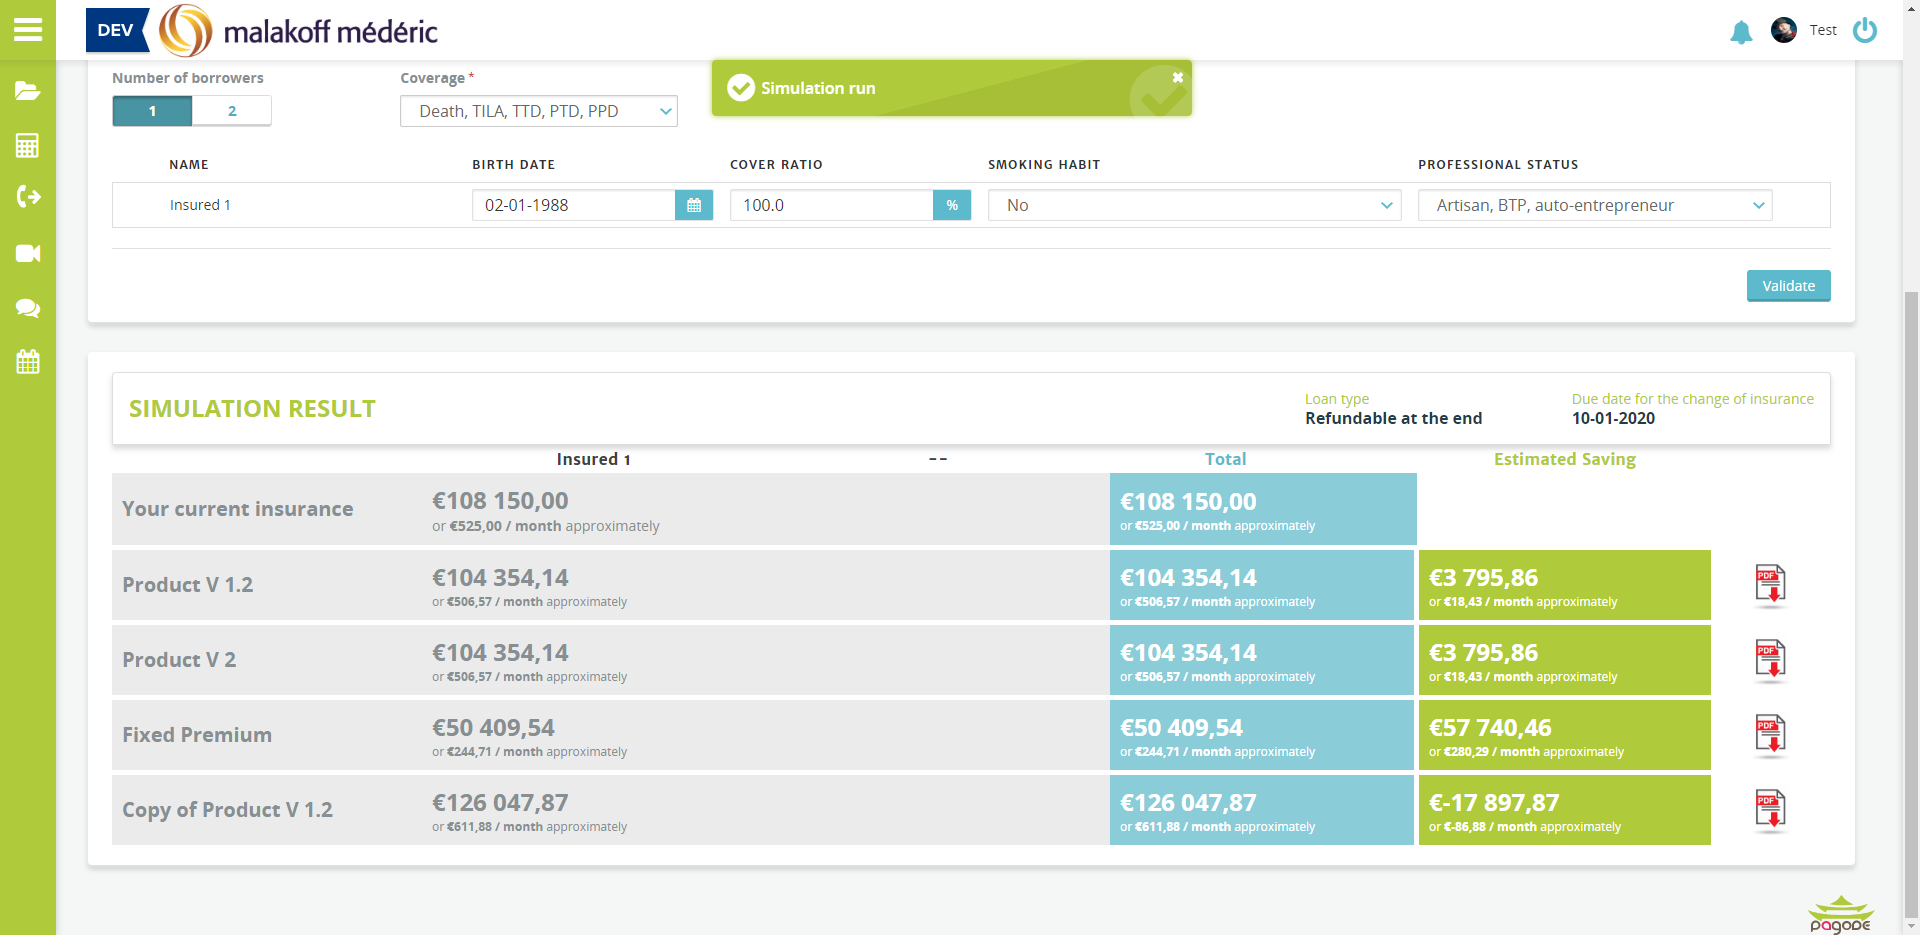 DEV
malakoff médéric
Test
Number of borrowers
Coverage *
Simulation run
1 2
Death, TILA, TTD, PTD, PPD
NAME BIRTH DATE COVER RATIO SMOKING HABIT PROFESSIONAL STATUS
Insured 1 02-01-1988 100.0 % No Artisan, BTP, auto-entrepreneur
Validate
SIMULATION RESULT
Loan type
Refundable at the end
Due date for the change of insurance
10-01-2020
Insured 1 -- Total Estimated Saving
Your current insurance
€108 150,00
or €525,00 / month approximately
€108 150,00
or €525,00 / month approximately
Product V 1.2
€104 354,14
or €506,57 / month approximately
€104 354,14
or €506,57 / month approximately
€3 795,86
or €18,43 / month approximately
PDF
Product V 2
€104 354,14
or €506,57 / month approximately
€104 354,14
or €506,57 / month approximately
€3 795,86
or €18,43 / month approximately
PDF
Fixed Premium
€50 409,54
or €244,71 / month approximately
€50 409,54
or €244,71 / month approximately
€57 740,46
or €280,29 / month approximately
PDF
Copy of Product V 1.2
€126 047,87
or €611,88 / month approximately
€126 047,87
or €611,88 / month approximately
€-17 897,87
or €-86,88 / month approximately
PDF
pagode